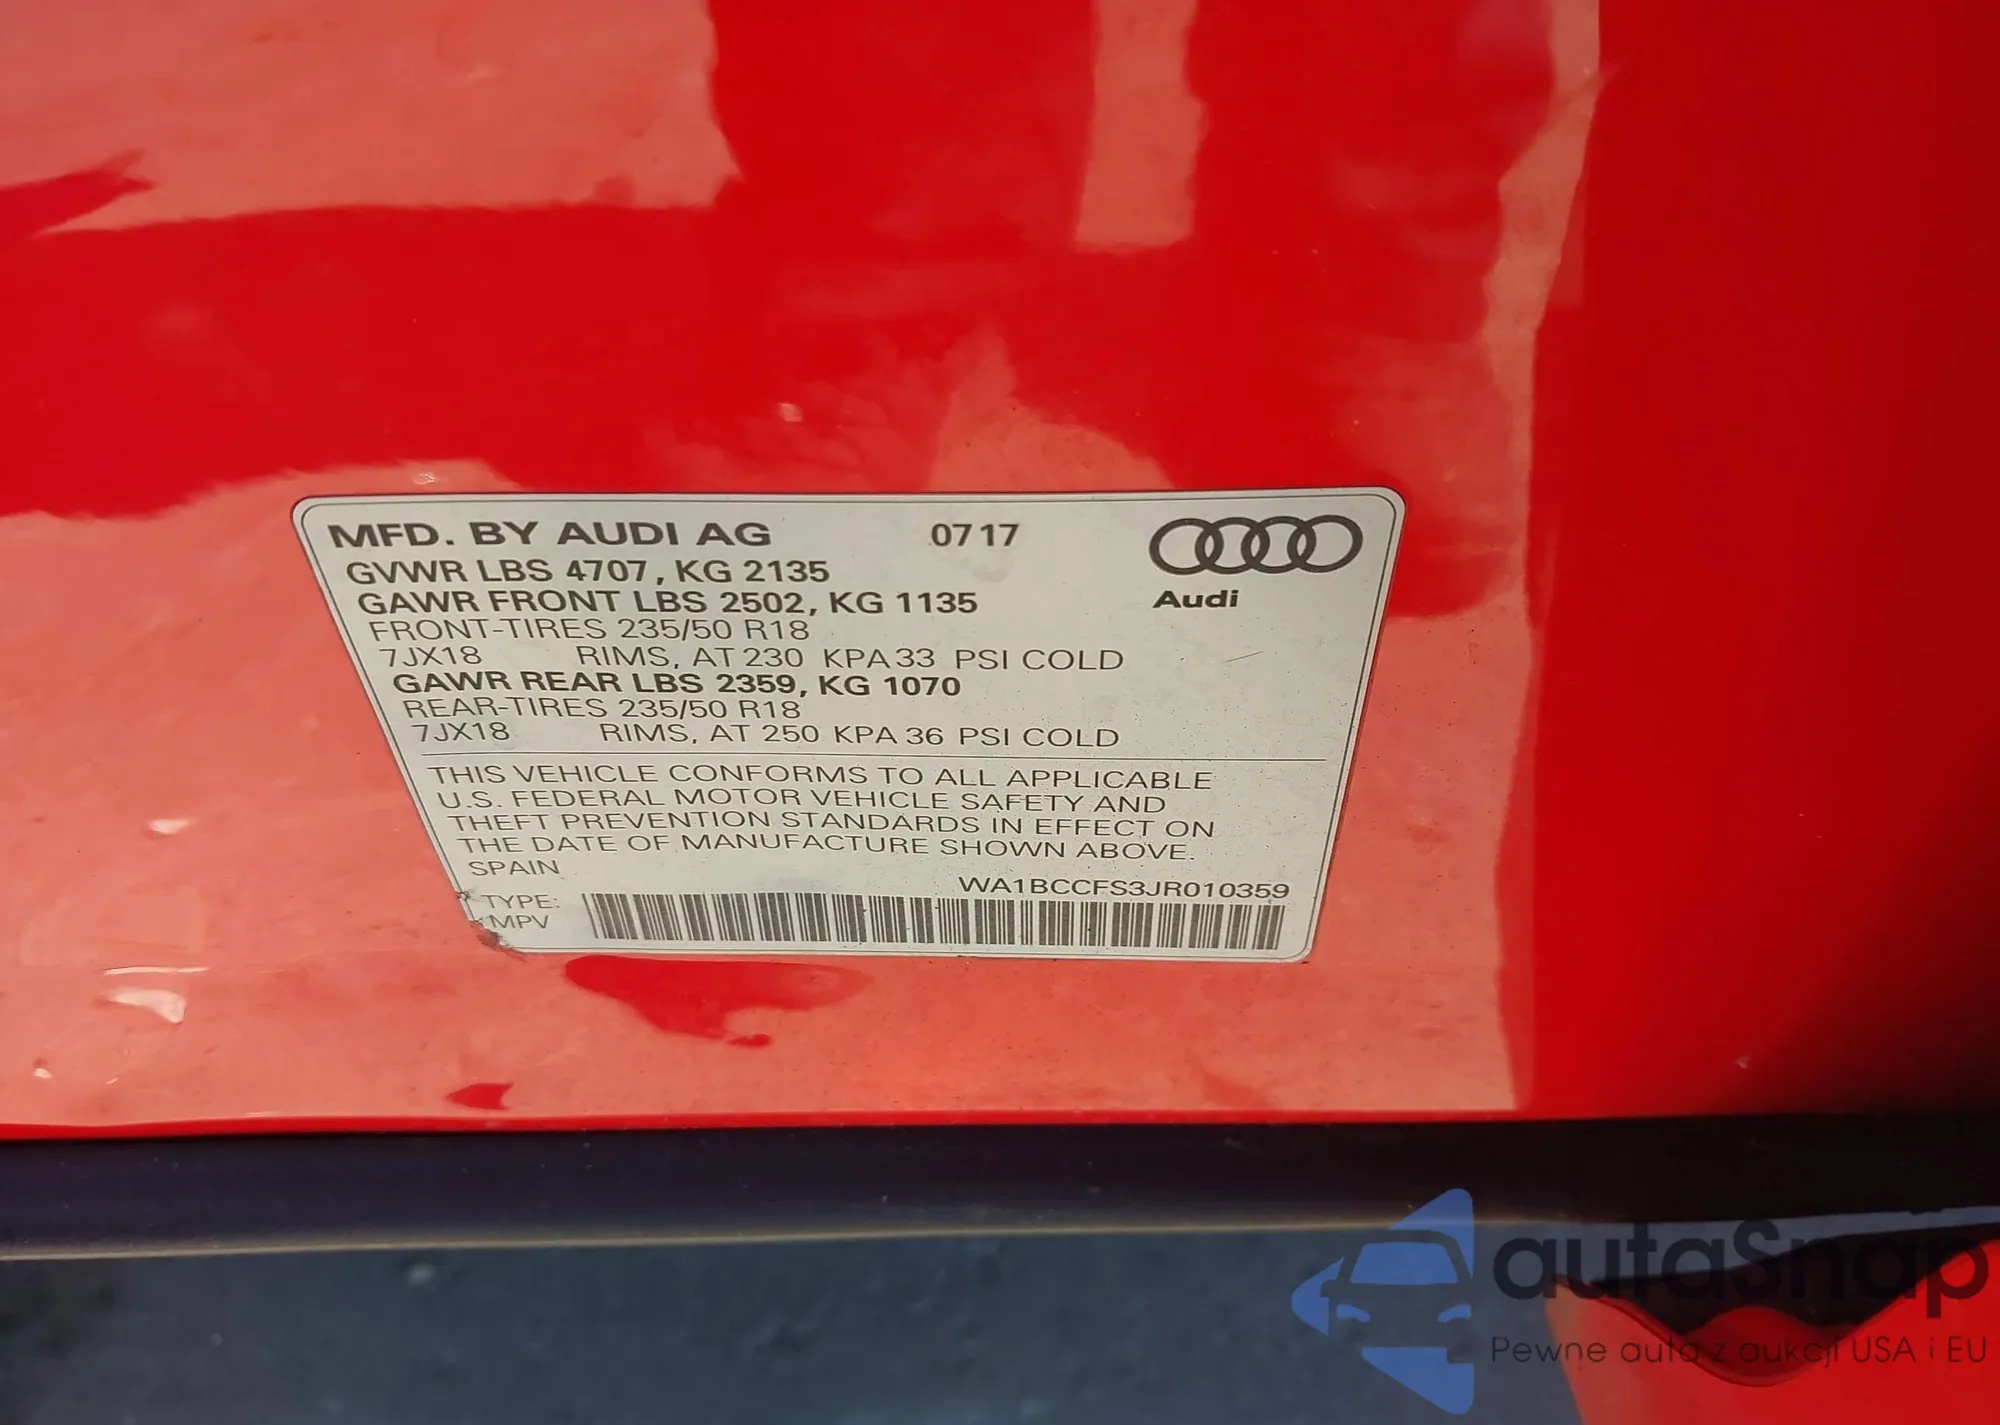 MFD. BY AUDI AG 0717
GVWR LBS 4707, KG 2135
Audi
GAWR FRONT LBS 2502, KG 1135
FRONT-TIRES 235/50 R18
7JX18 RIMS, AT 230 KPA 33 PSI COLD
GAWR REAR LBS 2359, KG 1070
REAR-TIRES 235/50 R18
7JX18 RIMS, AT 250 KPA 36 PSI COLD
THIS VEHICLE CONFORMS TO ALL APPLICABLE
U.S. FEDERAL MOTOR VEHICLE SAFETY AND
THEFT PREVENTION STANDARDS IN EFFECT ON
THE DATE OF MANUFACTURE SHOWN ABOVE.
SPAIN
WA1BCCFS3JR010359
TYPE:
MPV
autaSnap
Pewne auta z aukcji USA i EU